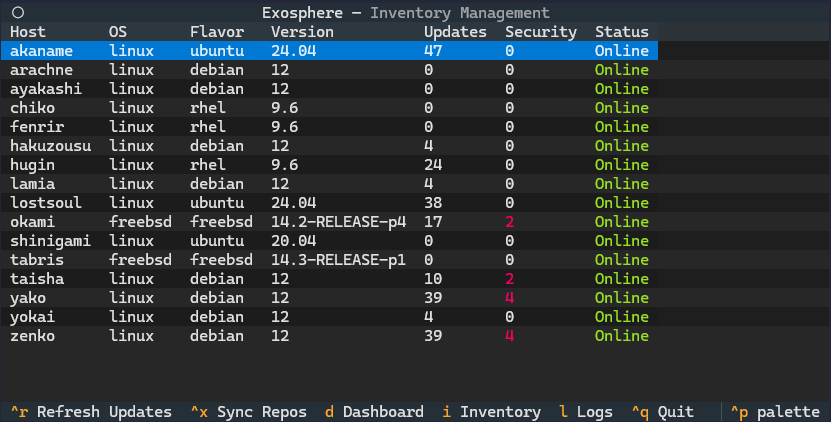 Exosphere — Inventory Management
Host OS Flavor Version Updates Security Status
akaname linux ubuntu 24.04 47 0 Online
arachne linux debian 12 0 0 Online
ayakashi linux debian 12 0 0 Online
chiko linux rhel 9.6 0 0 Online
fenrir linux rhel 9.6 0 0 Online
hakuzousu linux debian 12 4 0 Online
hugin linux rhel 9.6 24 0 Online
lamia linux debian 12 4 0 Online
lostsoul linux ubuntu 24.04 38 0 Online
okami freebsd freebsd 14.2-RELEASE-p4 17 2 Online
shinigami linux ubuntu 20.04 0 0 Online
tabris freebsd freebsd 14.3-RELEASE-p1 0 0 Online
taisha linux debian 12 10 2 Online
yako linux debian 12 39 4 Online
yokai linux debian 12 4 0 Online
zenko linux debian 12 39 4 Online
^r Refresh Updates ^x Sync Repos d Dashboard i Inventory l Logs ^q Quit ^p palette